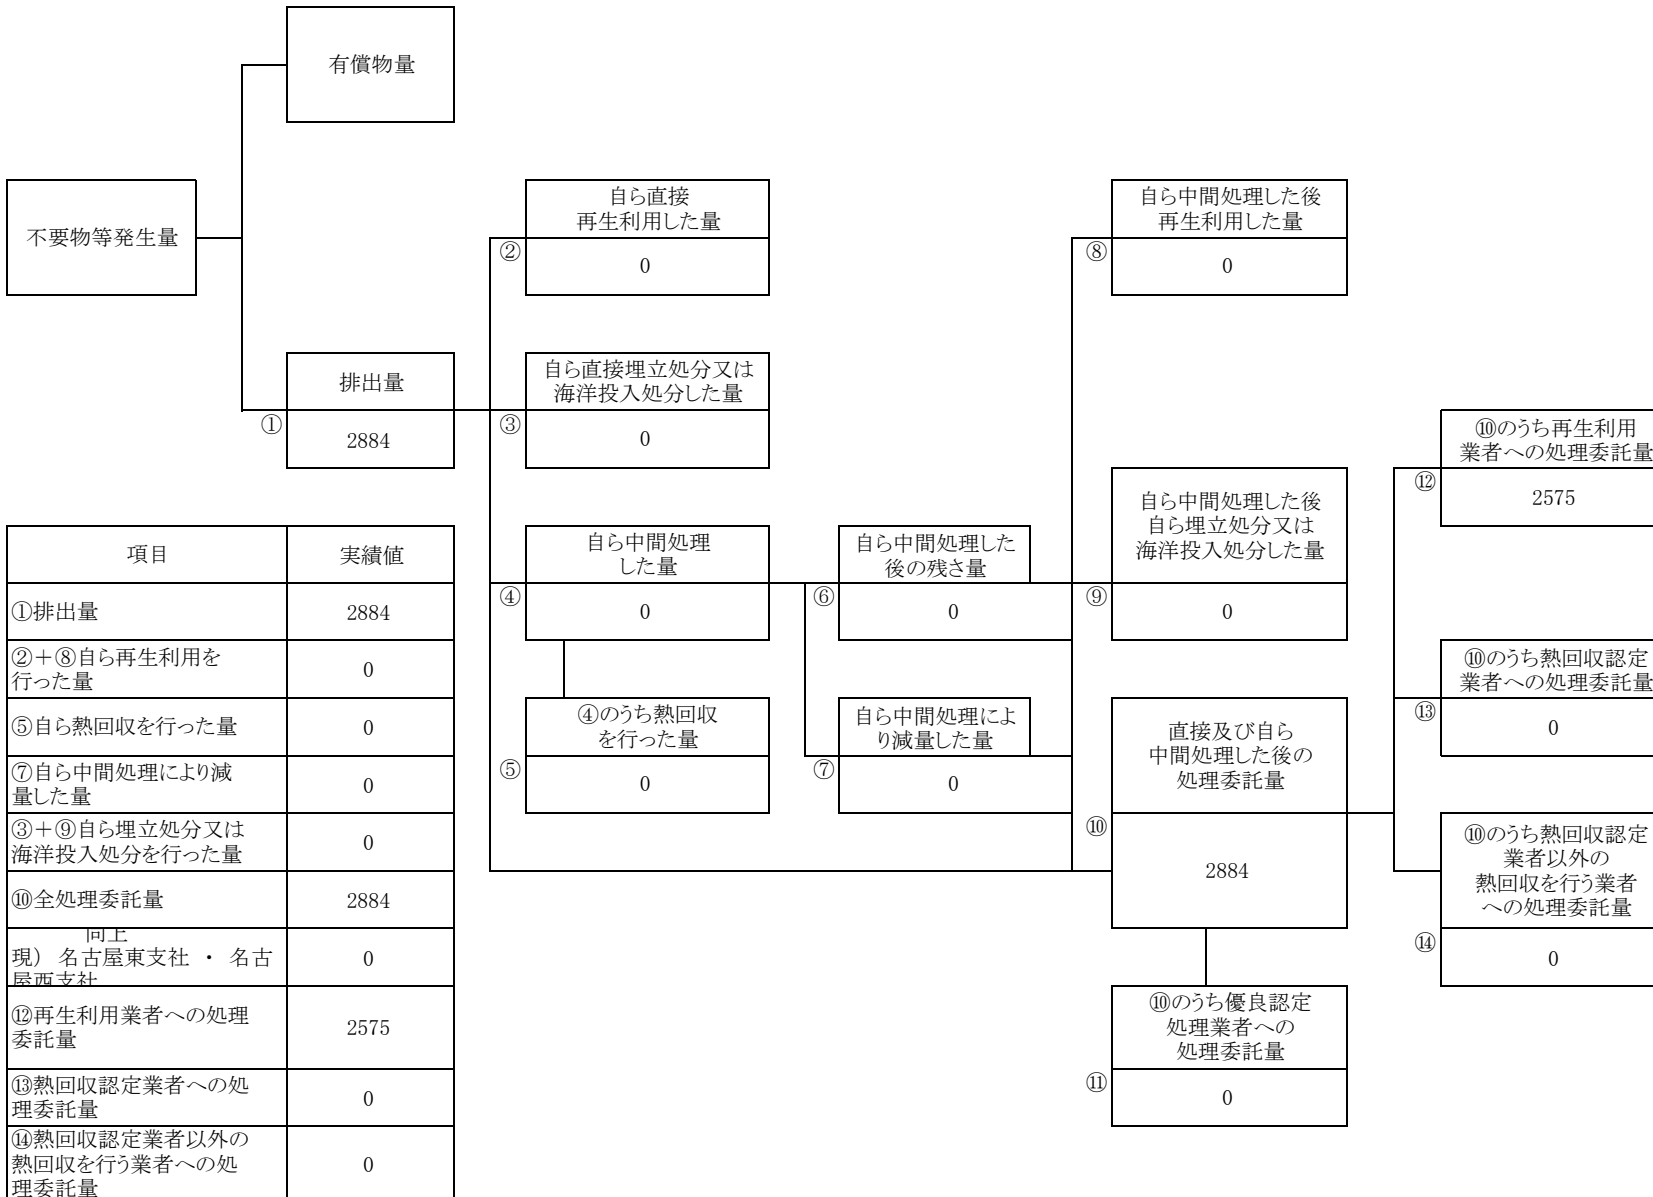 有償物量
不要物等発生量
自ら直接
再生利用した量
②
0
自ら中間処理した後
再生利用した量
⑧
0
排出量
①
2884
自ら直接埋立処分又は
海洋投入処分した量
③
0
⑩のうち再生利用
業者への処理委託量
⑫
2575
自ら中間処理
した量
④
0
自ら中間処理した
後の残さ量
⑥
0
自ら中間処理した後
自ら埋立処分又は
海洋投入処分した量
⑨
0
⑩のうち熱回収認定
業者への処理委託量
⑬
0
④のうち熱回収
を行った量
⑤
0
自ら中間処理によ
り減量した量
⑦
0
直接及び自ら
中間処理した後の
処理委託量
⑩
2884
⑩のうち熱回収認定
業者以外の
熱回収を行う業者
への処理委託量
⑭
0
⑩のうち優良認定
処理業者への
処理委託量
⑪
0
項目 実績値
①排出量 2884
②+⑧自ら再生利用を
行った量 0
⑤自ら熱回収を行った量 0
⑦自ら中間処理により減
量した量 0
③+⑨自ら埋立処分又は
海洋投入処分を行った量 0
⑩全処理委託量 2884
現） 名古屋東支社 ・ 名古
屋西支社 0
⑫再生利用業者への処理
委託量 2575
⑬熱回収認定業者への処
理委託量 0
⑭熱回収認定業者以外の
熱回収を行う業者への処
理委託量 0